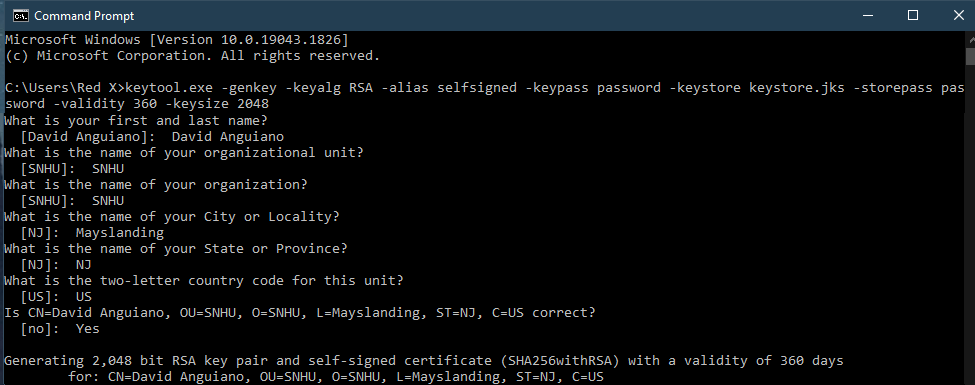 Command Prompt
Microsoft Windows [Version 10.0.19043.1826]
(c) Microsoft Corporation. All rights reserved.
C:\Users\Red X>keytool.exe -genkey -keyalg RSA -alias selfsigned -keypass password -keystore keystore.jks -storepass pas
sword -validity 360 -keysize 2048
What is your first and last name?
[David Anguiano]:  David Anguiano
What is the name of your organizational unit?
[SNHU]:  SNHU
What is the name of your organization?
[SNHU]:  SNHU
What is the name of your City or Locality?
[NJ]:  Mayslanding
What is the name of your State or Province?
[NJ]:  NJ
What is the two-letter country code for this unit?
[US]:  US
Is CN=David Anguiano, OU=SNHU, O=SNHU, L=Mayslanding, ST=NJ, C=US correct?
[no]:  Yes
Generating 2,048 bit RSA key pair and self-signed certificate (SHA256withRSA) with a validity of 360 days
for: CN=David Anguiano, OU=SNHU, O=SNHU, L=Mayslanding, ST=NJ, C=US